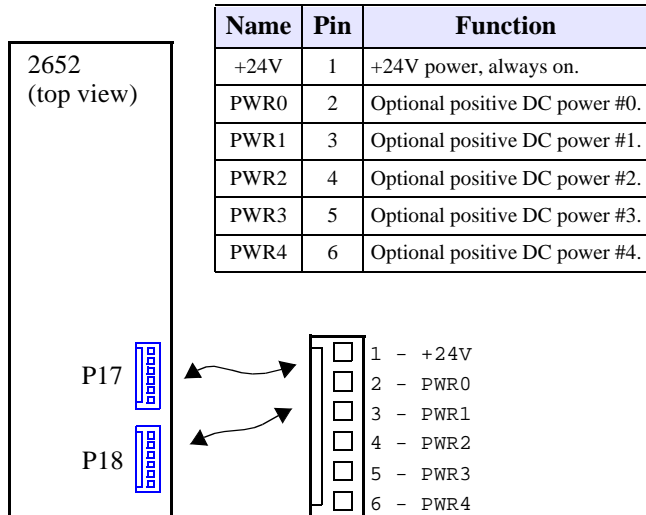 Name Pin Function
+24V 1 +24V power, always on.
PWR0 2 Optional positive DC power #0.
PWR1 3 Optional positive DC power #1.
PWR2 4 Optional positive DC power #2.
PWR3 5 Optional positive DC power #3.
PWR4 6 Optional positive DC power #4.
2652
(top view)
P17
P18
1 - +24V
2 - PWR0
3 - PWR1
4 - PWR2
5 - PWR3
6 - PWR4